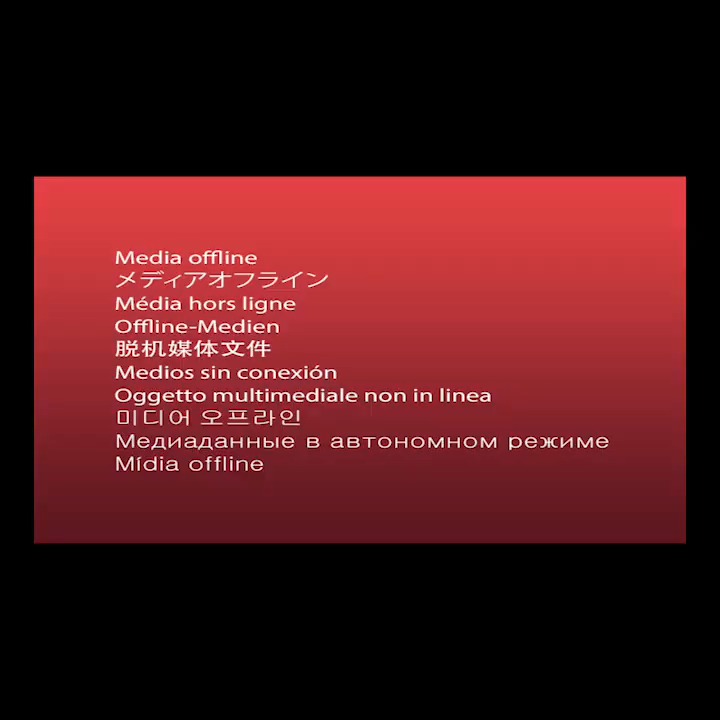 Media offline
メディアオフライン
Média hors ligne
Offline-Medien
脱机媒体文件
Medios sin conexión
Oggetto multimediale non in linea
미디어 오프라인
Медиаданные в автономном режиме
Mídia offline